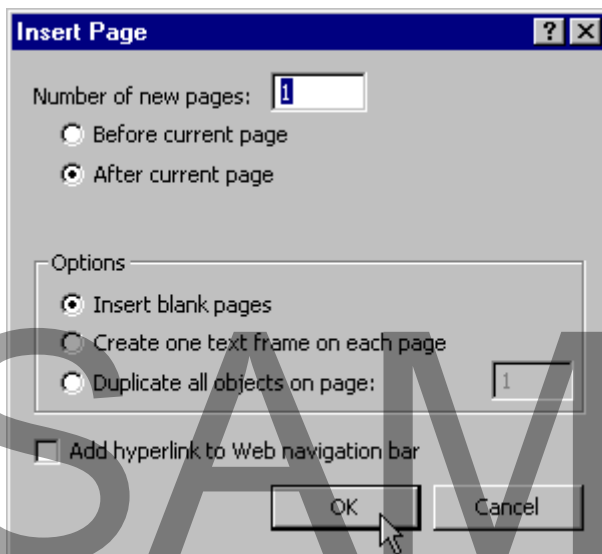 Insert Page
Number of new pages: 1
Before current page
After current page
Options
Insert blank pages
Create one text frame on each page
Duplicate all objects on page: 1
Add hyperlink to Web navigation bar
OK Cancel
SAM